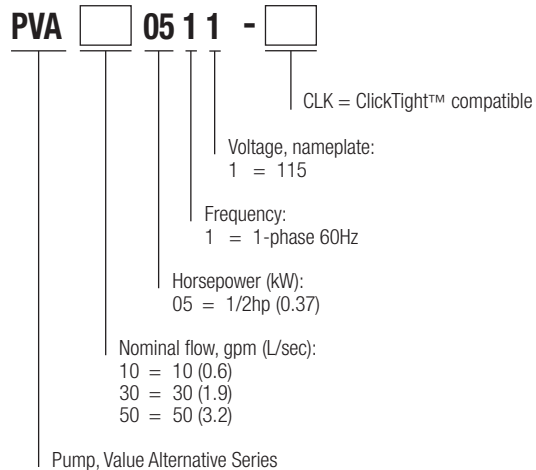 PVA 05 1 1 -
CLK = ClickTight™ compatible
Voltage, nameplate:
1 = 115
Frequency:
1 = 1-phase 60Hz
Horsepower (kW):
05 = 1/2hp (0.37)
Nominal flow, gpm (L/sec):
10 = 10 (0.6)
30 = 30 (1.9)
50 = 50 (3.2)
Pump, Value Alternative Series